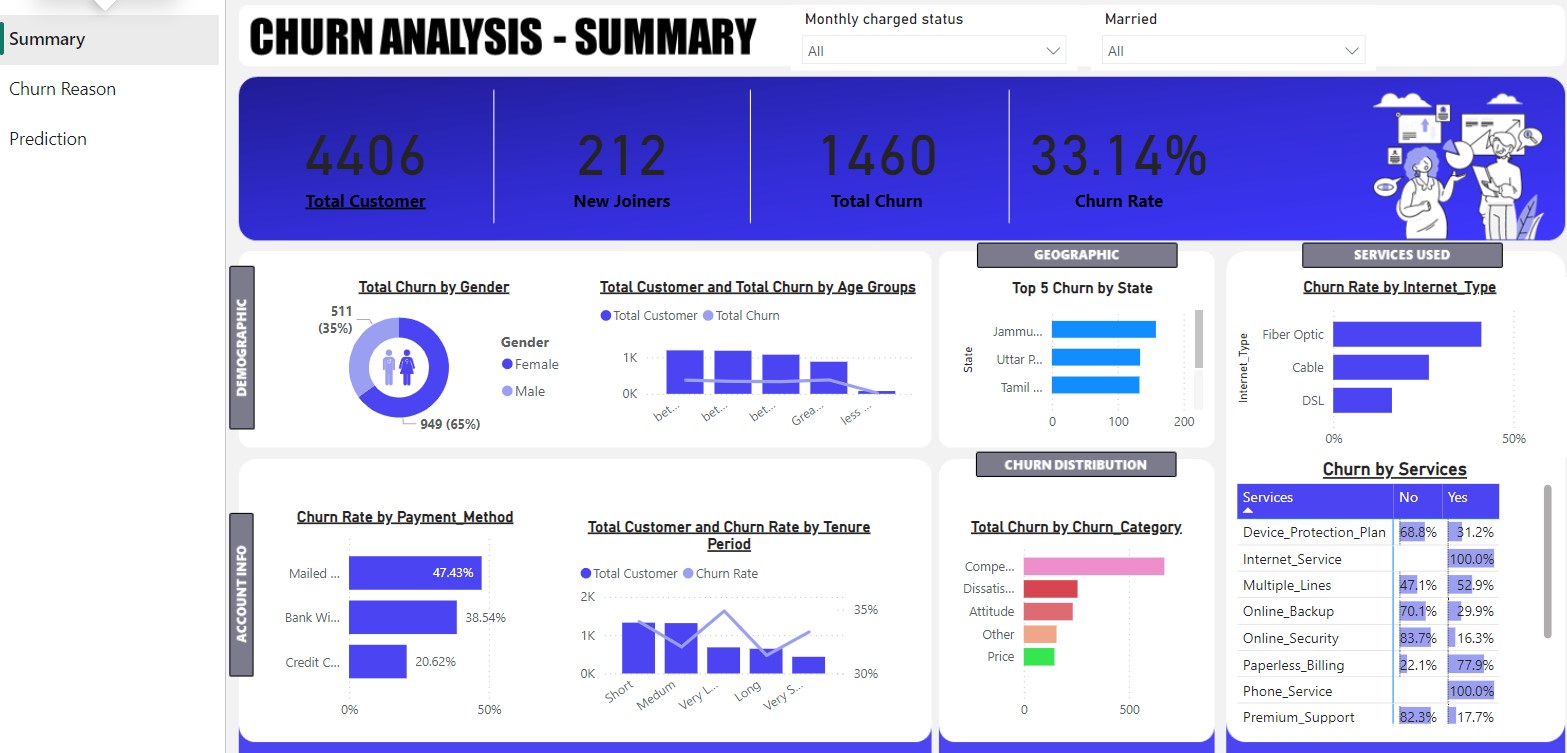 Summary
Churn Reason
Prediction
CHURN ANALYSIS - SUMMARY
Monthly charged status
All
Married
All
4406
Total Customer
212
New Joiners
1460
Total Churn
33.14%
Churn Rate
DEMOGRAPHIC
Total Churn by Gender
511
(35%)
949 (65%)
Gender
Female
Male
Total Customer and Total Churn by Age Groups
Total Customer Total Churn
1K
0K
bet...
bet...
bet...
Grea...
less ...
GEOGRAPHIC
Top 5 Churn by State
State
Jammu...
Uttar P...
Tamil ...
0 100 200
SERVICES USED
Churn Rate by Internet_Type
Internet_Type
Fiber Optic
Cable
DSL
0% 50%
ACCOUNT INFO
Churn Rate by Payment_Method
Mailed ... 47.43%
Bank Wi... 38.54%
Credit C... 20.62%
0% 50%
Total Customer and Churn Rate by Tenure
Period
Total Customer Churn Rate
2K
1K
0K
35%
30%
Short
Medum
Very L...
Long
Very S...
CHURN DISTRIBUTION
Total Churn by Churn_Category
Compe...
Dissatis...
Attitude
Other
Price
0 500
Churn by Services
Services No Yes
Device_Protection_Plan 68.8% 31.2%
Internet_Service 100.0%
Multiple_Lines 47.1% 52.9%
Online_Backup 70.1% 29.9%
Online_Security 83.7% 16.3%
Paperless_Billing 22.1% 77.9%
Phone_Service 100.0%
Premium_Support 82.3% 17.7%